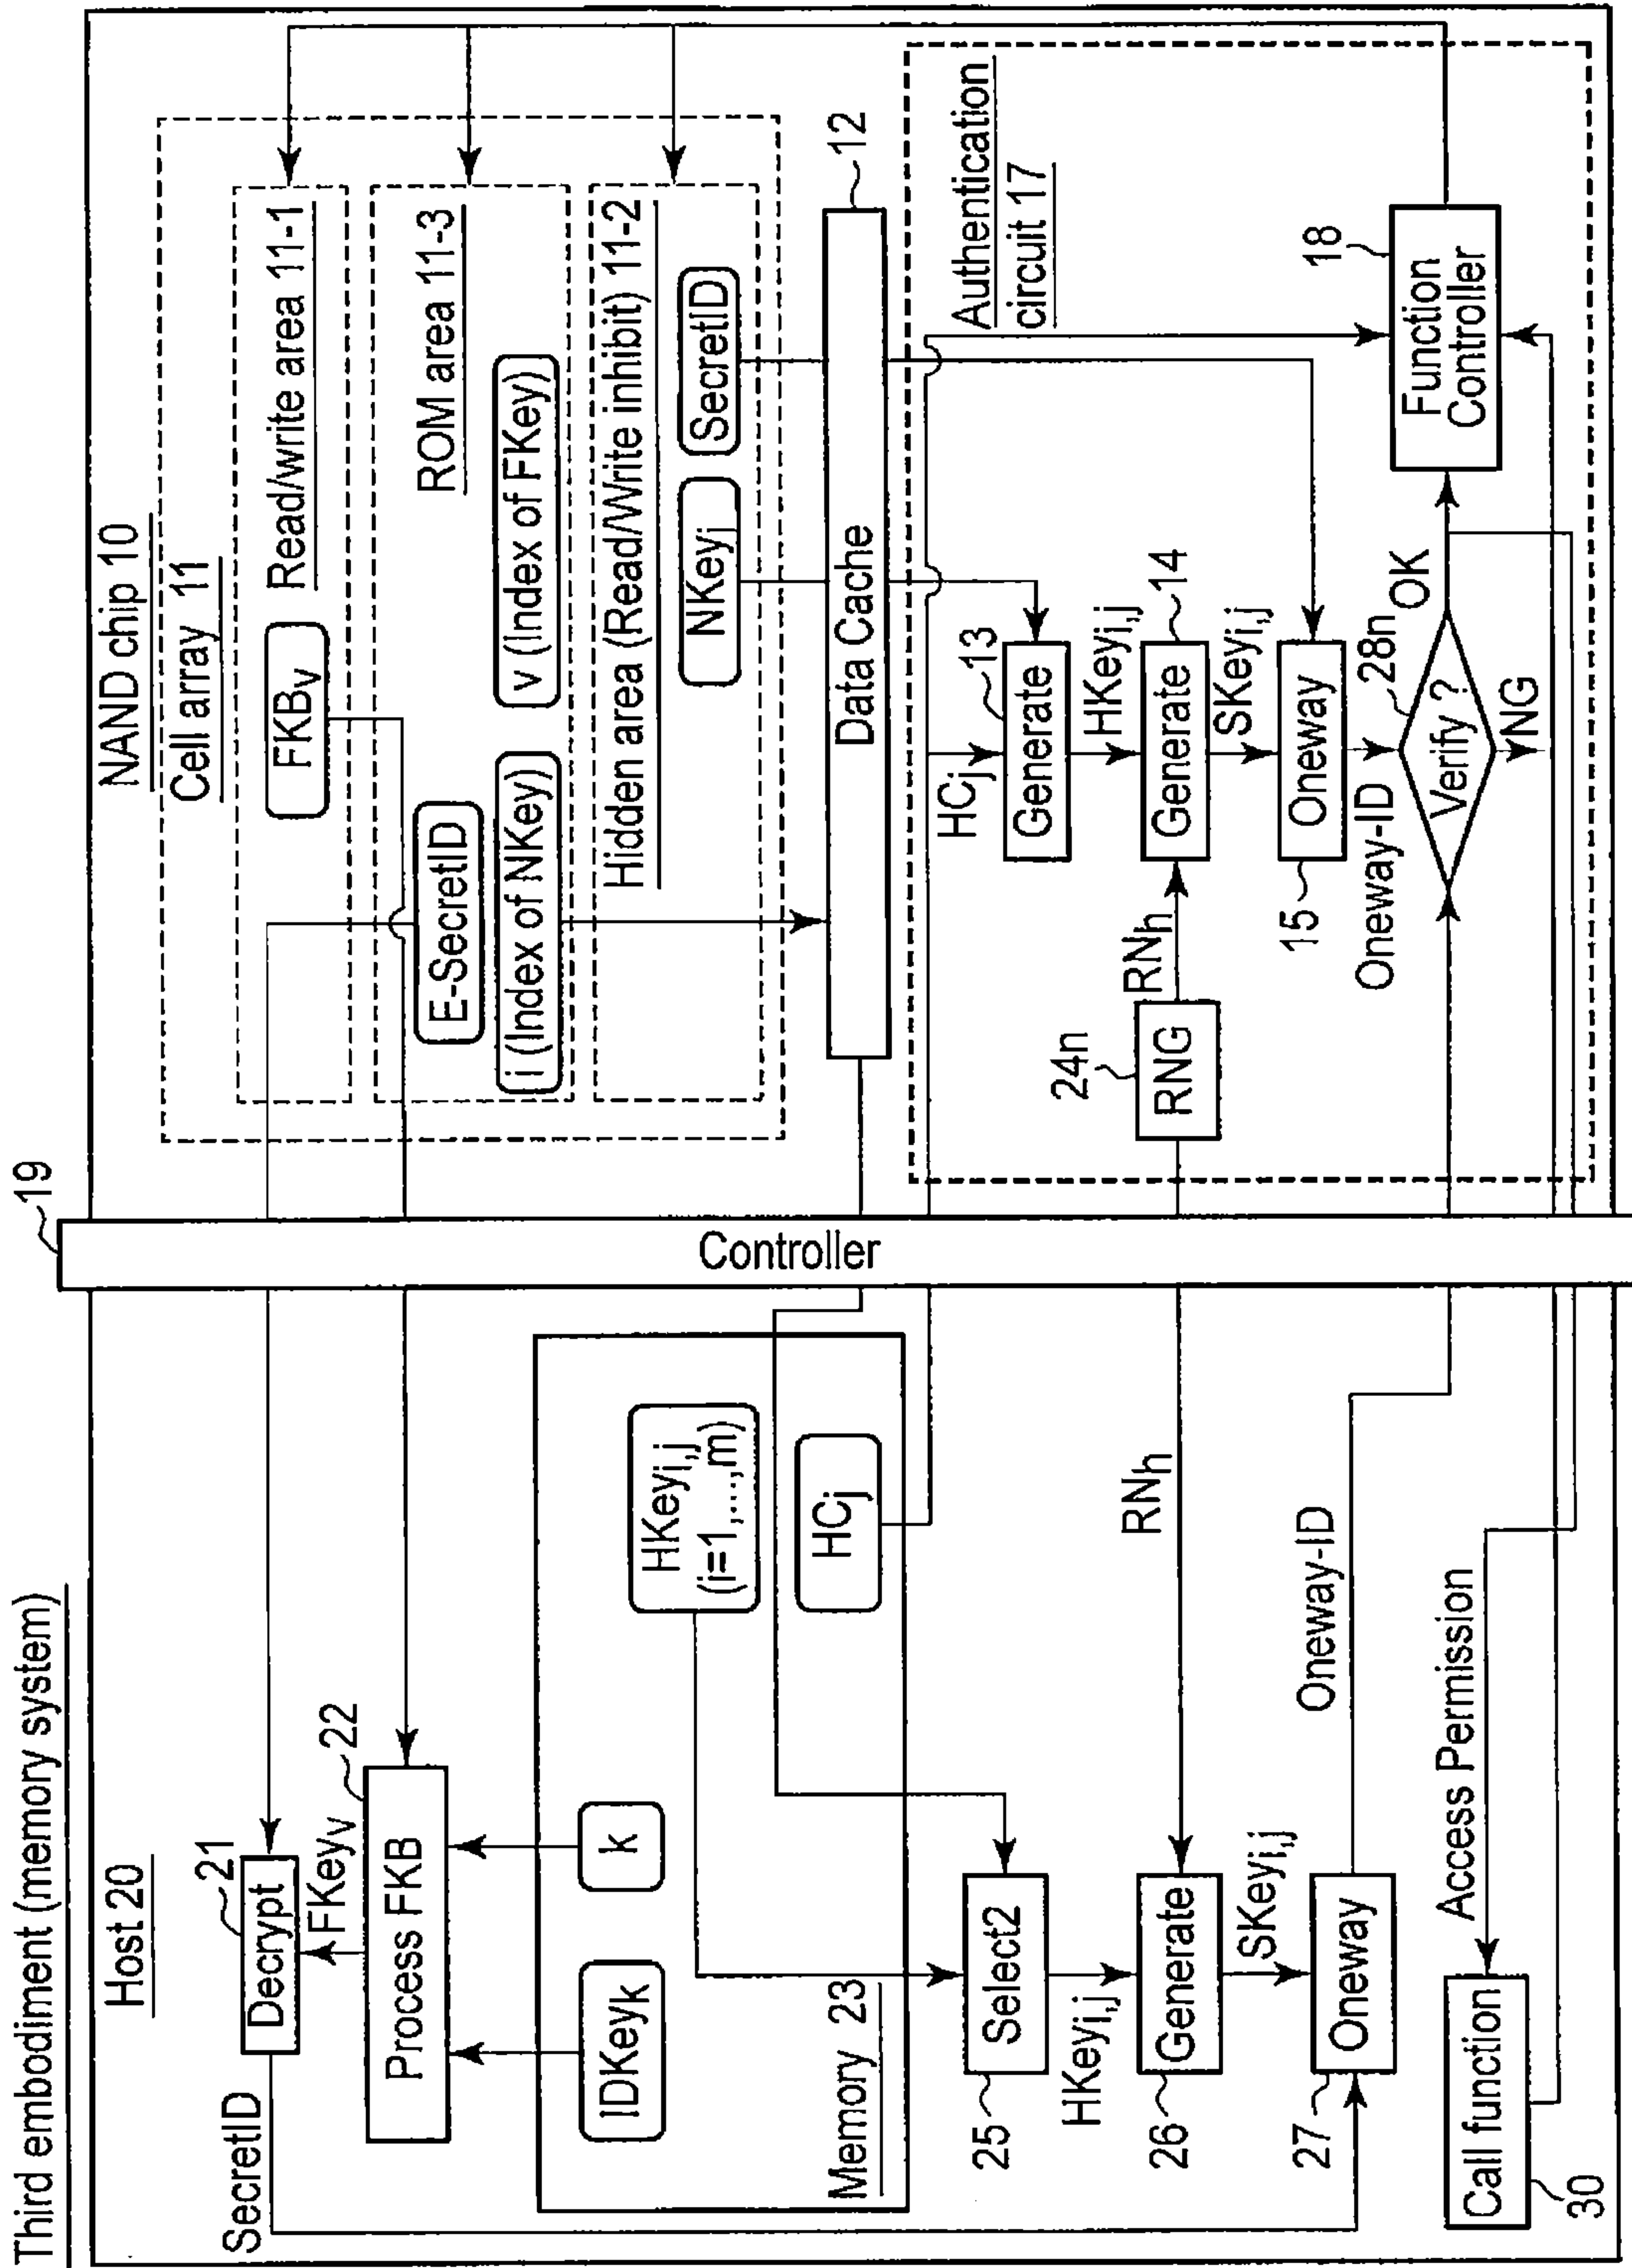 Third embodiment (memory system)
19
NAND chip 10
Cell array 11
FKBv
Read/write area 11-1
E-SecretID
ROM area 11-3
i (Index of NKey)
v (Index of FKey)
Hidden area (Read/Write inhibit) 11-2
NKeyi
SecretID
Data Cache
12
Authentication
circuit 17
HCj
13
Generate
HKeyi,j
24n
RNG
RNh
14
Generate
SKeyi,j
15
Oneway
Oneway-ID
28n
Verify ?
OK
NG
18
Function
Controller
Controller
Host 20
21
Decrypt
SecretID
FKeyv
22
Process FKB
IDKeyk
k
HKeyi,j
(i=1,...,m)
HCj
Memory 23
25
Select2
HKeyi,j
26
Generate
RNh
SKeyi,j
27
Oneway
Oneway-ID
Access Permission
Call function
30